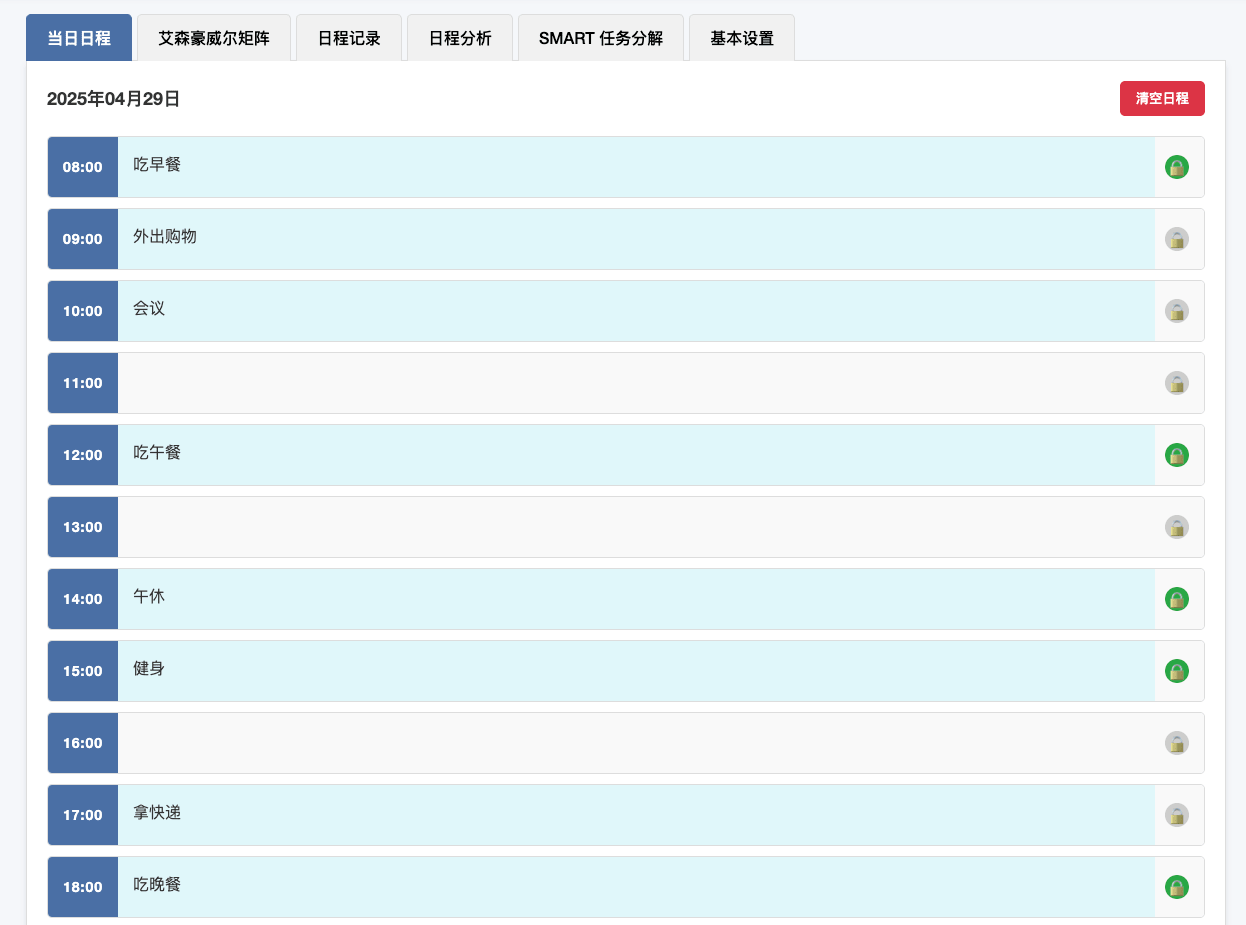 当日日程 艾森豪威尔矩阵 日程记录 日程分析 SMART 任务分解 基本设置
2025年04月29日 清空日程
08:00 吃早餐
09:00 外出购物
10:00 会议
11:00
12:00 吃午餐
13:00
14:00 午休
15:00 健身
16:00
17:00 拿快递
18:00 吃晚餐